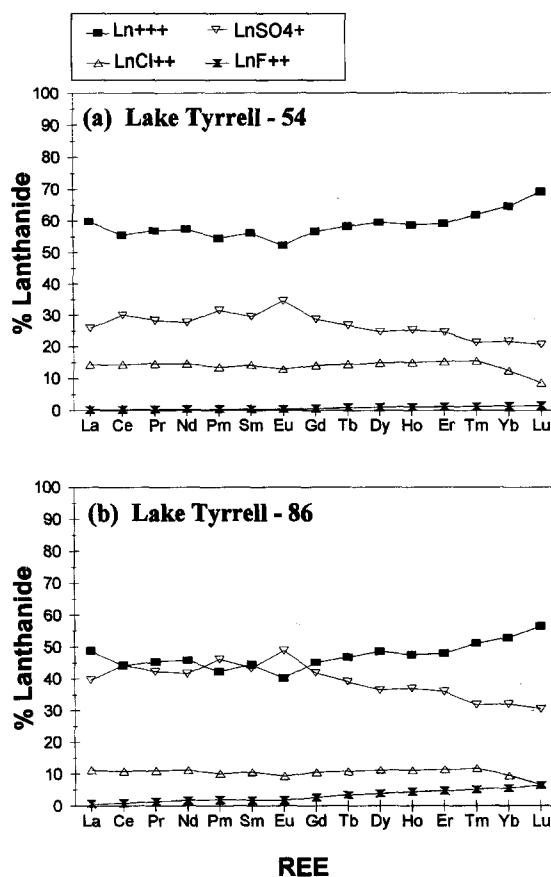 Ln+++ LnSO4+
LnCl++ LnF++
100
90
80
70
60
50
40
30
20
10
0
% Lanthanide
(a) Lake Tyrrell - 54
La Ce Pr Nd Pm Sm Eu Gd Tb Dy Ho Er Tm Yb Lu
100
90
80
70
60
50
40
30
20
10
0
% Lanthanide
(b) Lake Tyrrell - 86
La Ce Pr Nd Pm Sm Eu Gd Tb Dy Ho Er Tm Yb Lu
REE